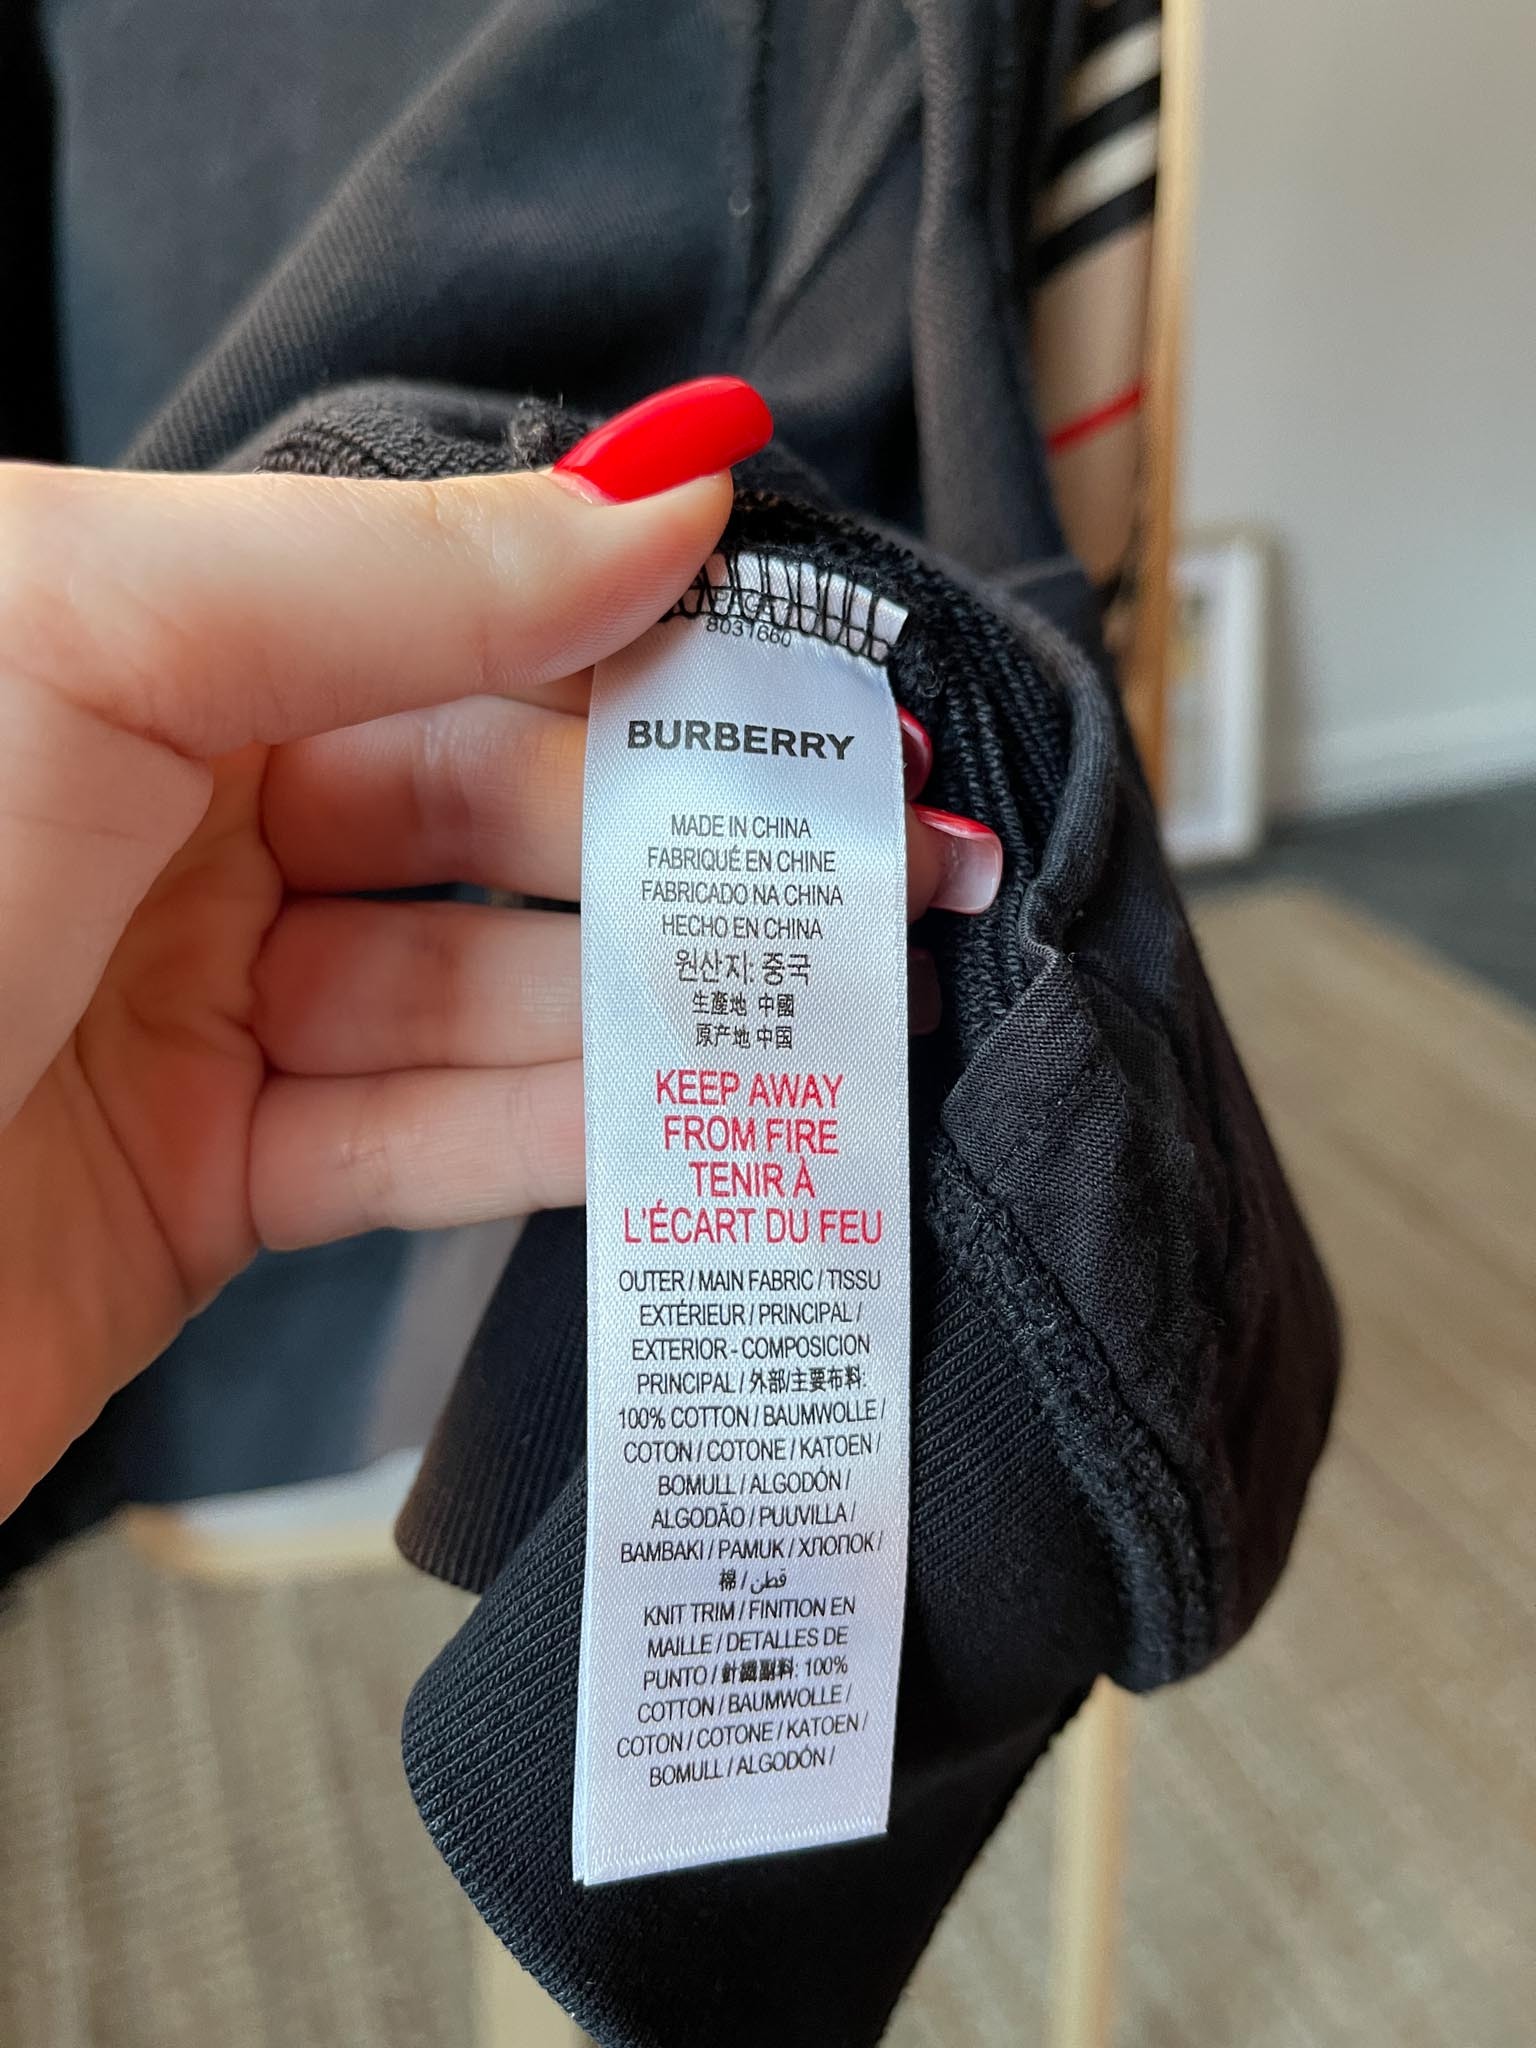 8031660
BURBERRY
MADE IN CHINA
FABRIQUÉ EN CHINE
FABRICADO NA CHINA
HECHO EN CHINA
원산지: 중국
生產地 中國
原产地 中国
KEEP AWAY
FROM FIRE
TENIR À
L'ÉCART DU FEU
OUTER / MAIN FABRIC / TISSU
EXTÉRIEUR / PRINCIPAL /
EXTERIOR - COMPOSICION
PRINCIPAL / 外部/主要布料:
100% COTTON / BAUMWOLLE /
COTON / COTONE / KATOEN /
BOMULL / ALGODÓN /
ALGODÃO / PUUVILLA /
BAMBAKI / PAMUK / ХЛОПОК /
棉 / قطن
KNIT TRIM / FINITION EN
MAILLE / DETALLES DE
PUNTO / 針織副料: 100%
COTTON / BAUMWOLLE /
COTON / COTONE / KATOEN /
BOMULL / ALGODÓN /